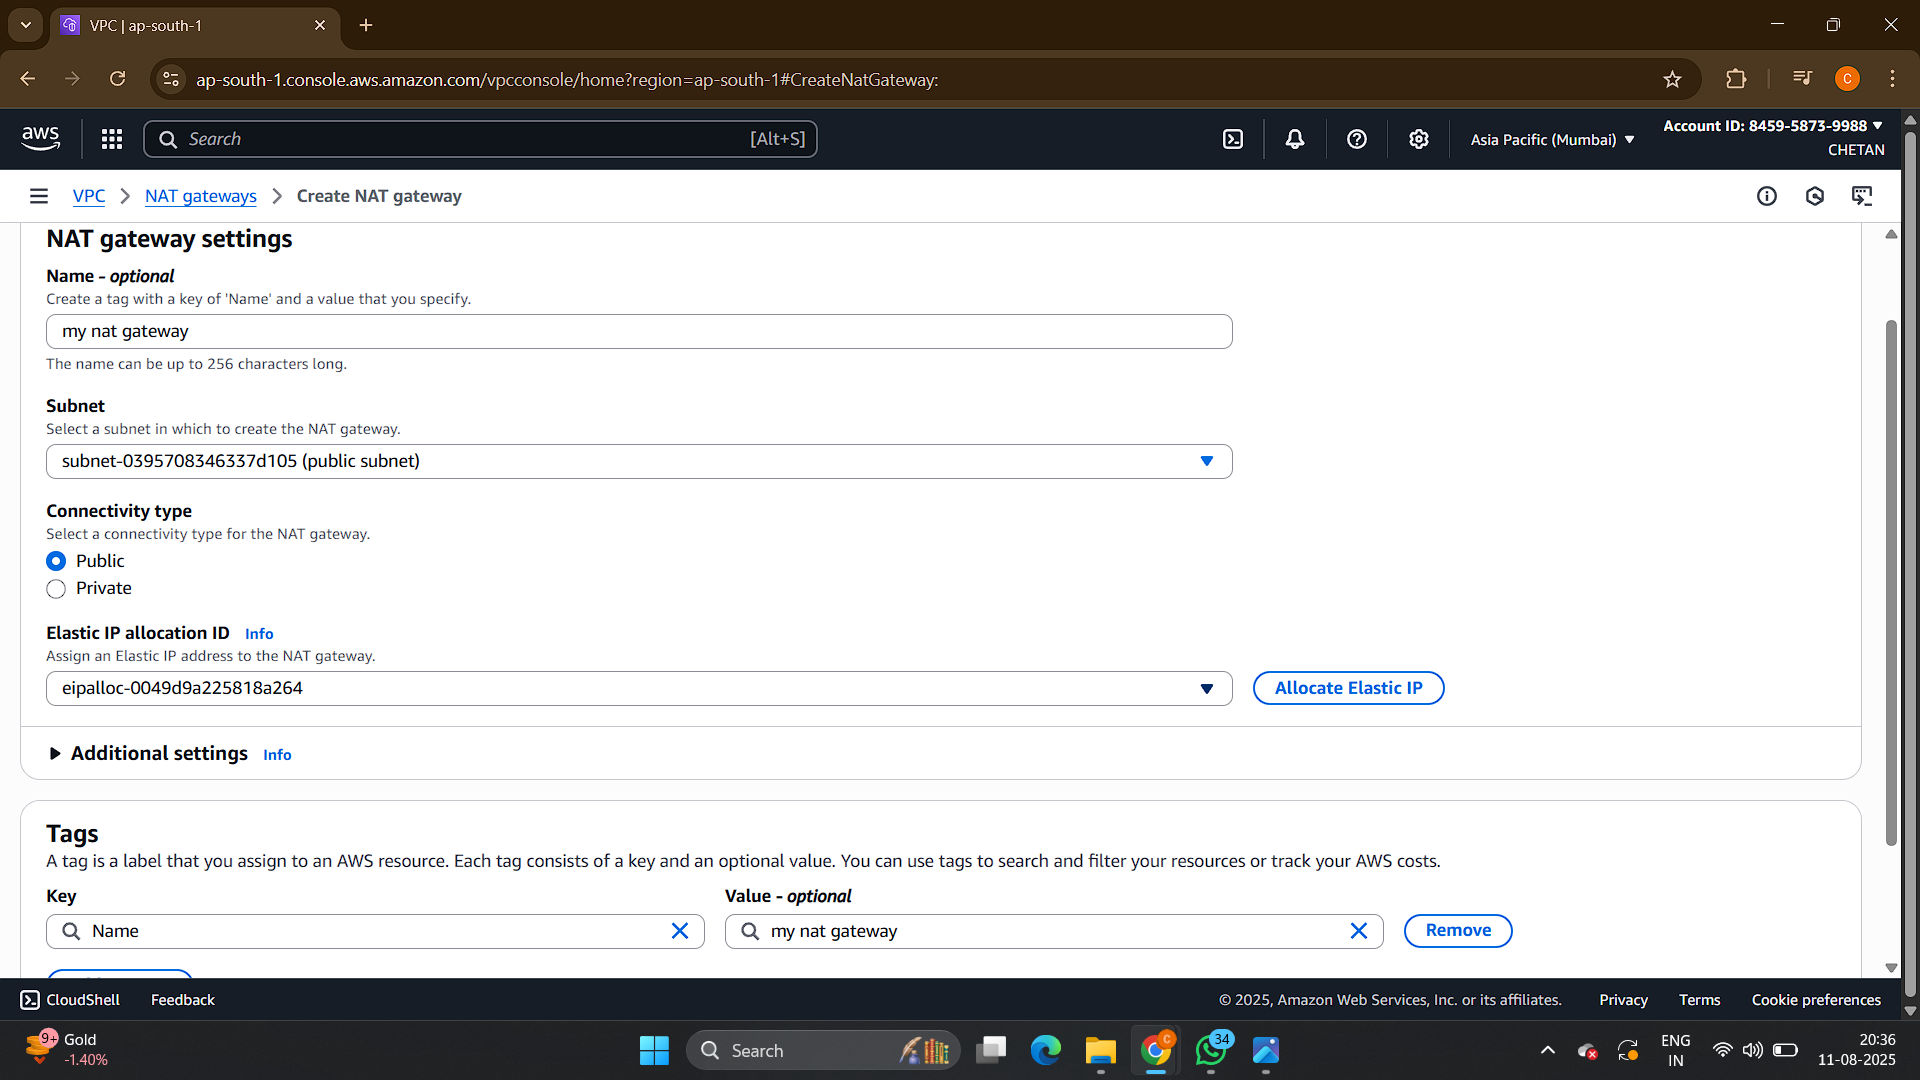 VPC | ap-south-1
ap-south-1.console.aws.amazon.com/vpcconsole/home?region=ap-south-1#CreateNatGateway:
C
aws
Search
[Alt+S]
Asia Pacific (Mumbai)
Account ID: 8459-5873-9988
CHETAN
VPC
NAT gateways
Create NAT gateway
NAT gateway settings
Name - optional
Create a tag with a key of 'Name' and a value that you specify.
my nat gateway
The name can be up to 256 characters long.
Subnet
Select a subnet in which to create the NAT gateway.
subnet-0395708346337d105 (public subnet)
Connectivity type
Select a connectivity type for the NAT gateway.
Public
Private
Elastic IP allocation ID Info
Assign an Elastic IP address to the NAT gateway.
eipalloc-0049d9a225818a264
Allocate Elastic IP
Additional settings Info
Tags
A tag is a label that you assign to an AWS resource. Each tag consists of a key and an optional value. You can use tags to search and filter your resources or track your AWS costs.
Key
Value - optional
Name
my nat gateway
Remove
CloudShell
Feedback
© 2025, Amazon Web Services, Inc. or its affiliates.
Privacy
Terms
Cookie preferences
9+
Gold
-1.40%
Search
C
34
ENG
IN
20:36
11-08-2025